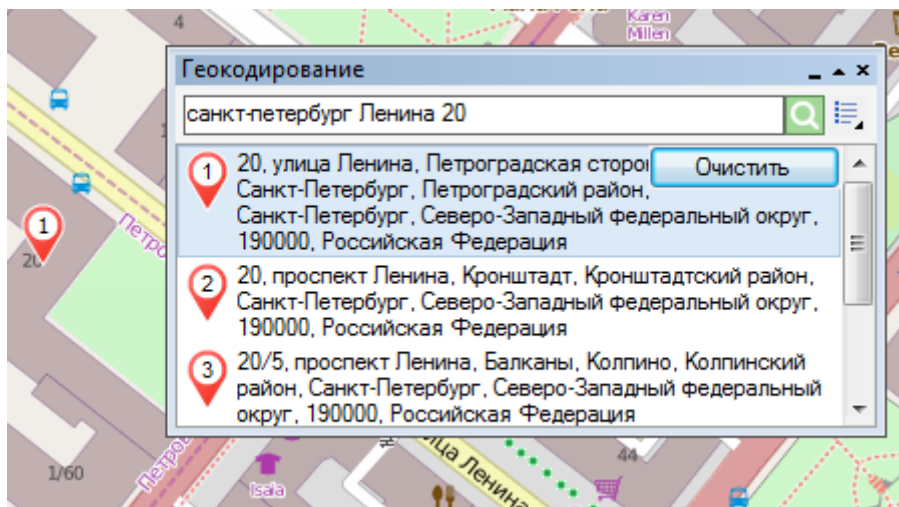 4
Karen
Millen
Геокодирование
санкт-петербург Ленина 20
1
20, улица Ленина, Петроградская
Очистить
Санкт-Петербург, Петроградский район,
Санкт-Петербург, Северо-Западный федеральный округ,
190000, Российская Федерация
2
20, проспект Ленина, Кронштадт, Кронштадтский район,
Санкт-Петербург, Северо-Западный федеральный округ,
190000, Российская Федерация
3
20/5, проспект Ленина, Балканы, Колпино, Колпинский
район, Санкт-Петербург, Северо-Западный федеральный
округ, 190000, Российская Федерация
1
20
1/60
Isala
Ленина
44